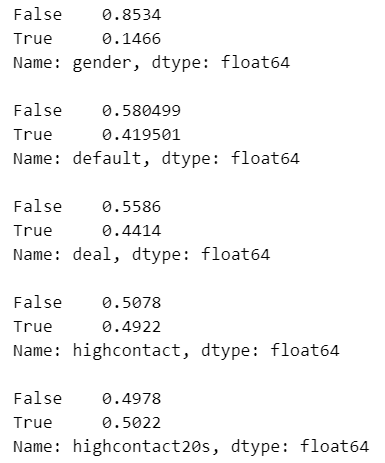 False    0.8534
True     0.1466
Name: gender, dtype: float64
False    0.580499
True     0.419501
Name: default, dtype: float64
False    0.5586
True     0.4414
Name: deal, dtype: float64
False    0.5078
True     0.4922
Name: highcontact, dtype: float64
False    0.4978
True     0.5022
Name: highcontact20s, dtype: float64